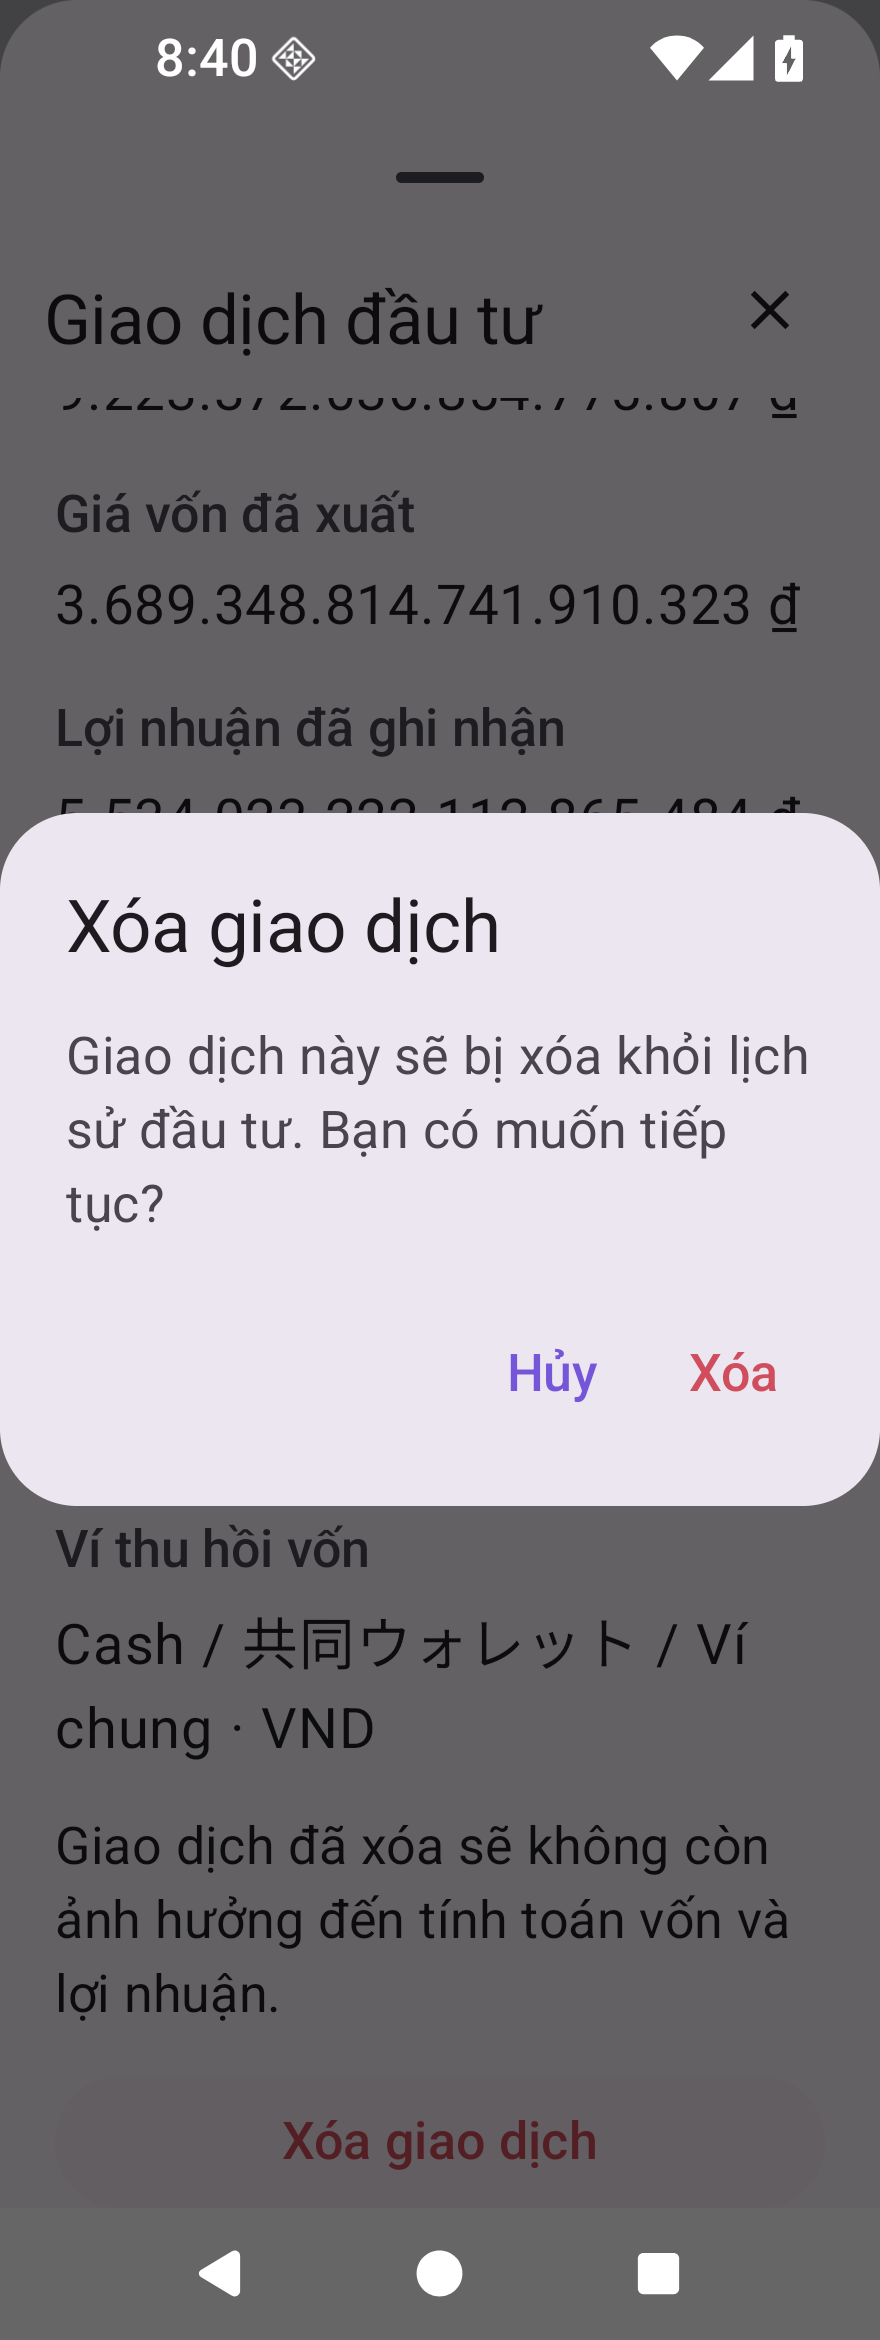 8:40
Giao dịch đầu tư
Giá vốn đã xuất
3.689.348.814.741.910.323 ₫
Lợi nhuận đã ghi nhận
Xóa giao dịch
Giao dịch này sẽ bị xóa khỏi lịch
sử đầu tư. Bạn có muốn tiếp
tục?
Hủy
Xóa
Ví thu hồi vốn
Cash / 共同ウォレット / Ví
chung · VND
Giao dịch đã xóa sẽ không còn
ảnh hưởng đến tính toán vốn và
lợi nhuận.
Xóa giao dịch